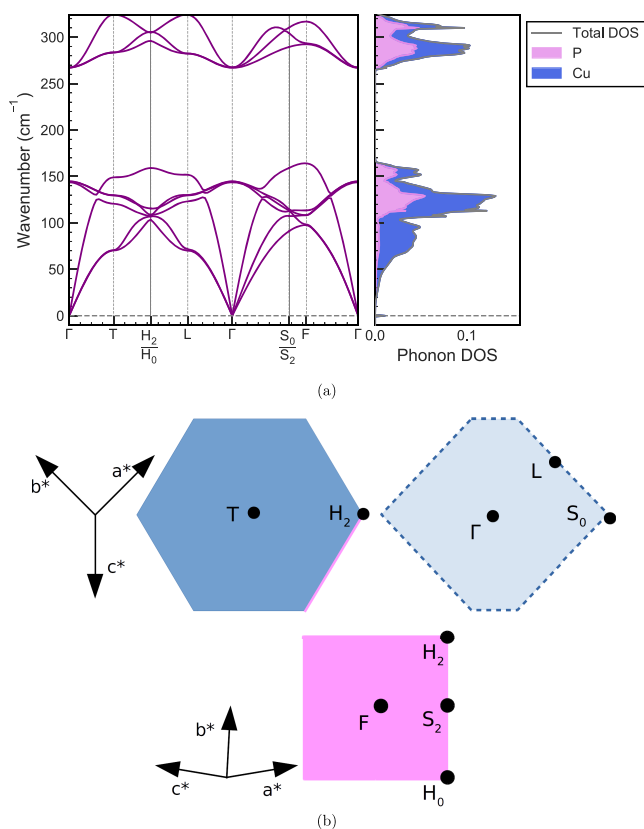 300
250
200
150
100
50
0
Wavenumber (cm⁻¹)
Γ T H₂ L Γ S₀ F Γ
H₀ S₂
0.0 0.1
Phonon DOS
Total DOS
P
Cu
(a)
b* a*
c*
T H₂
L
Γ S₀
H₂
b*
F S₂
c* a*
H₀
(b)